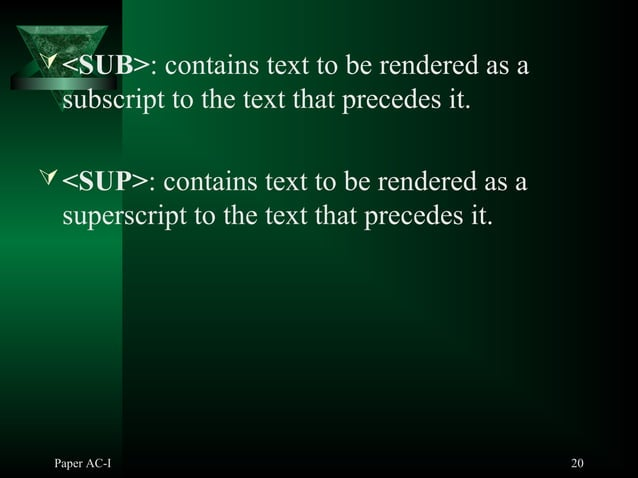 <SUB>: contains text to be rendered as a
subscript to the text that precedes it.
<SUP>: contains text to be rendered as a
superscript to the text that precedes it.
Paper AC-I
20